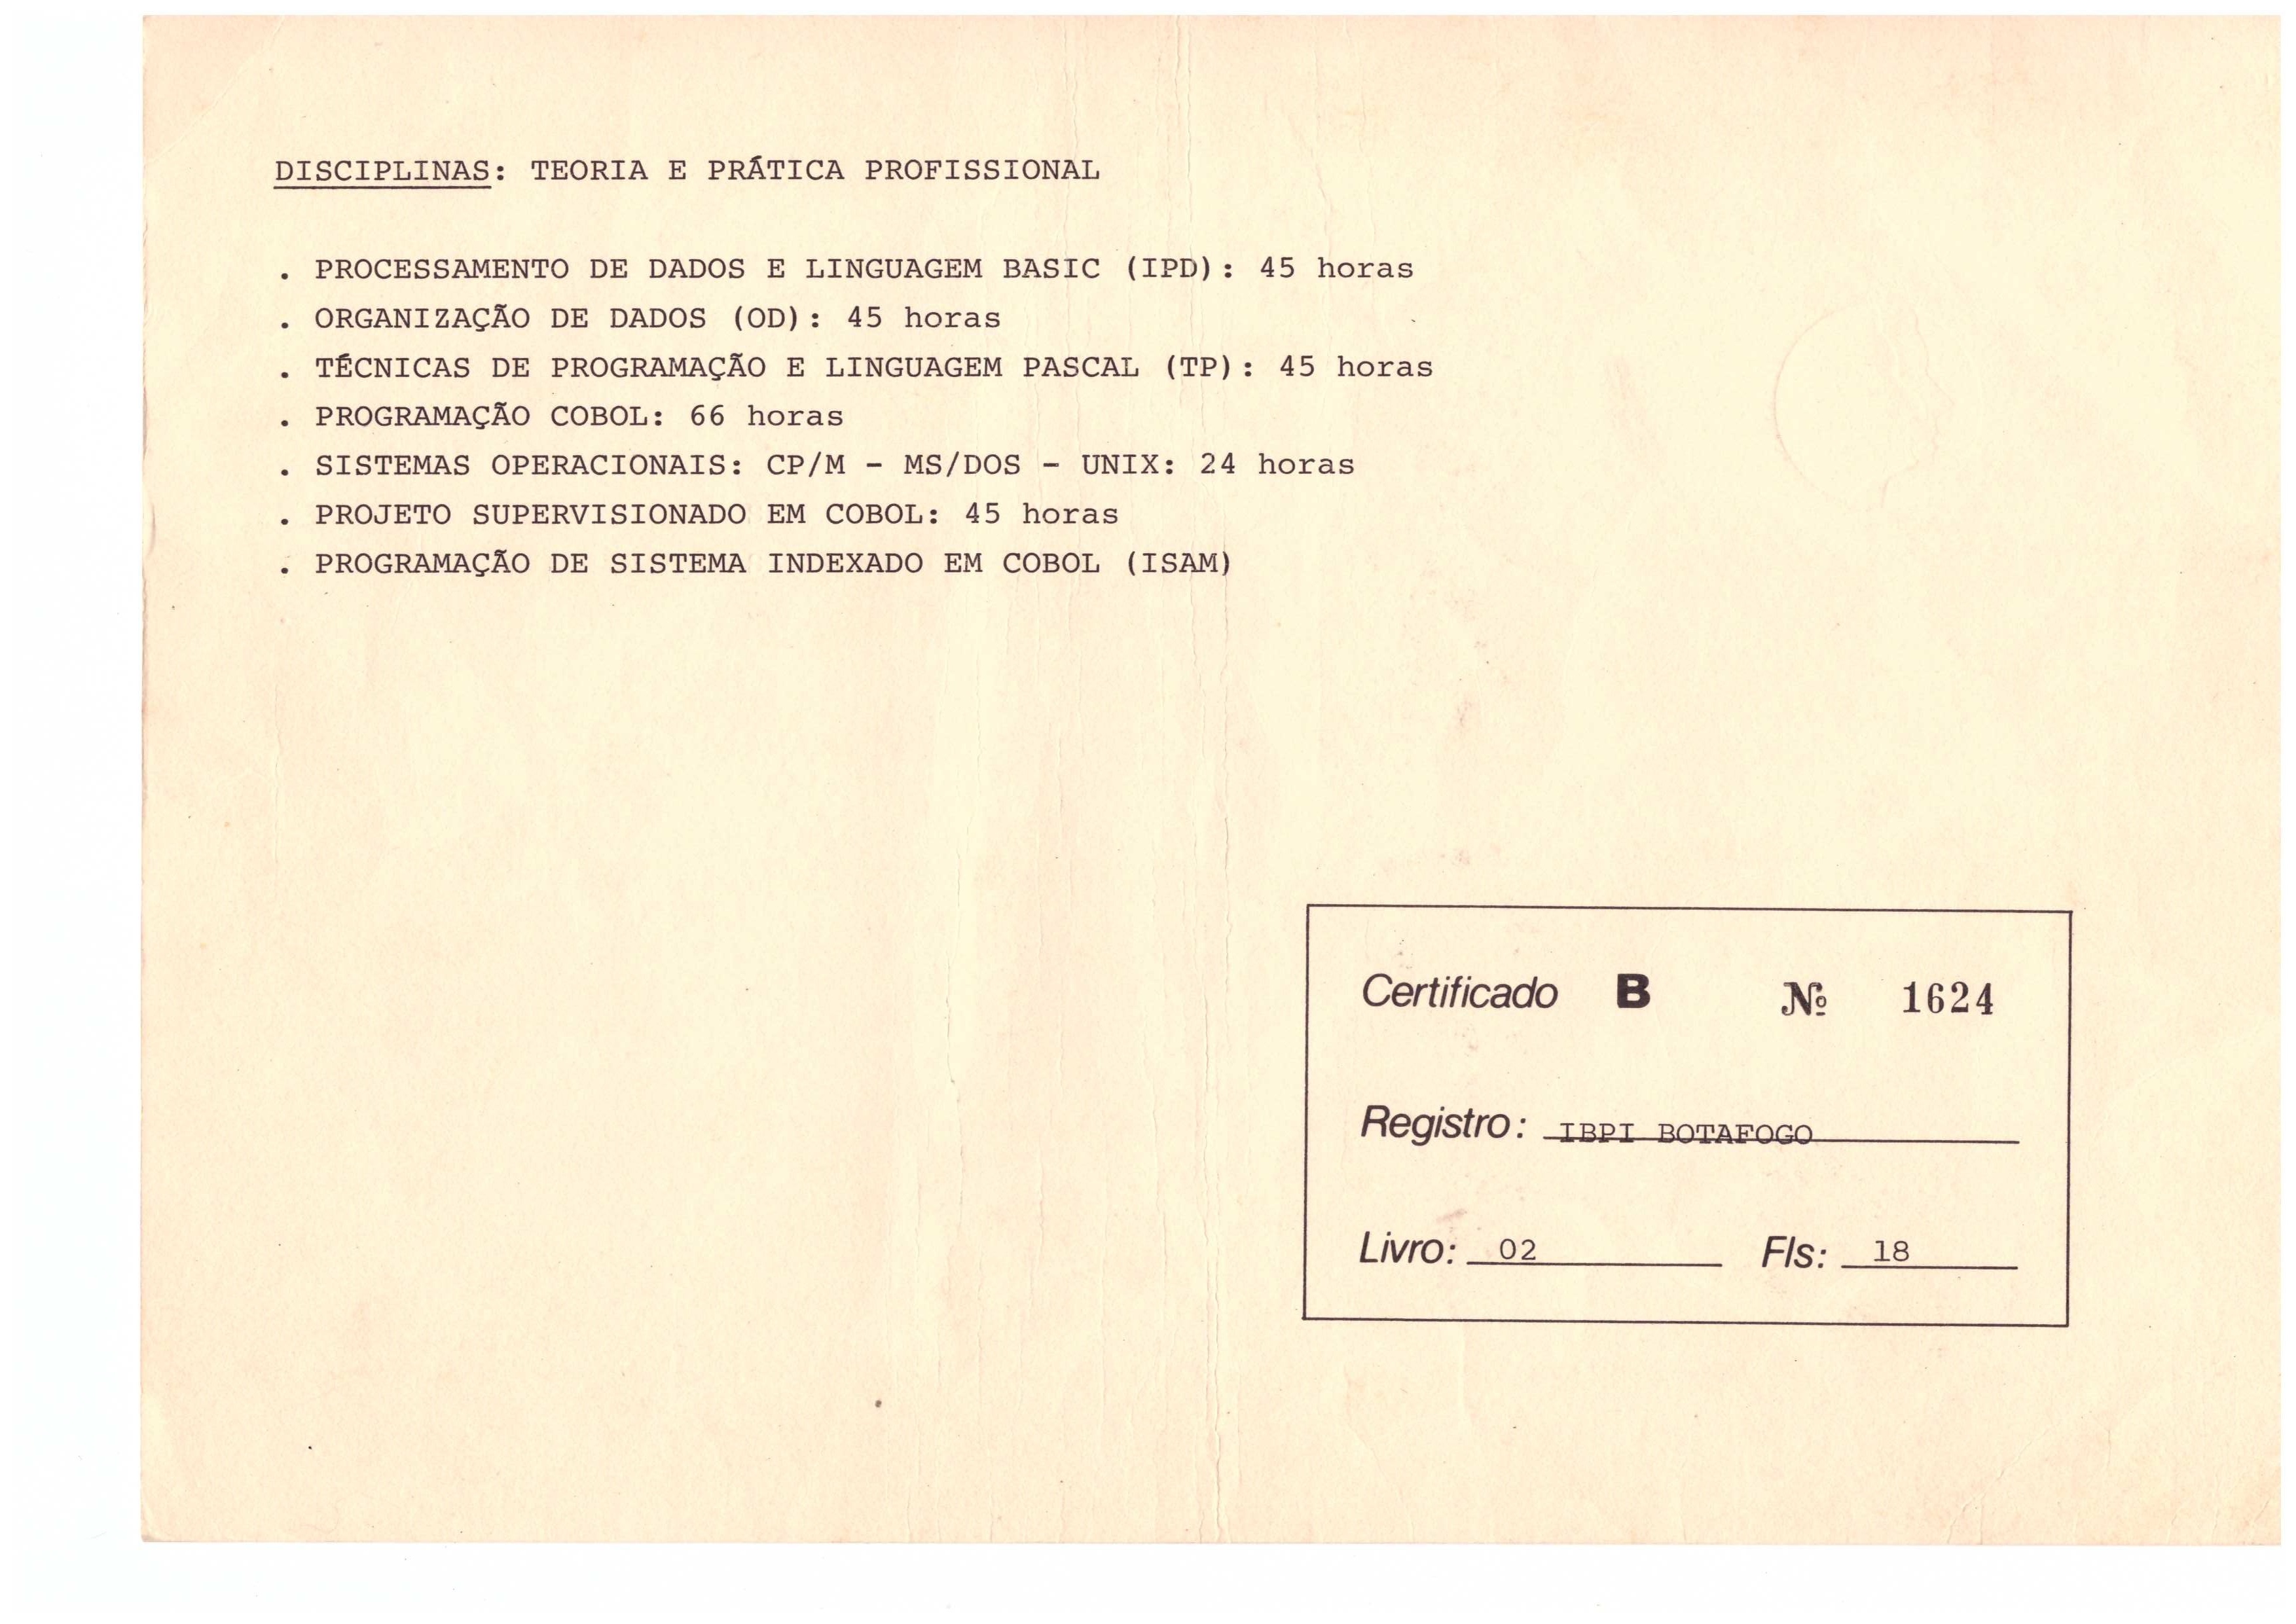 DISCIPLINAS: TEORIA E PRÁTICA PROFISSIONAL
. PROCESSAMENTO DE DADOS E LINGUAGEM BASIC (IPD): 45 horas
. ORGANIZAÇÃO DE DADOS (OD): 45 horas
. TÉCNICAS DE PROGRAMAÇÃO E LINGUAGEM PASCAL (TP): 45 horas
. PROGRAMAÇÃO COBOL: 66 horas
. SISTEMAS OPERACIONAIS: CP/M - MS/DOS - UNIX: 24 horas
. PROJETO SUPERVISIONADO EM COBOL: 45 horas
. PROGRAMAÇÃO DE SISTEMA INDEXADO EM COBOL (ISAM)
Certificado B Nº 1624
Registro: IBPI BOTAFOGO
Livro: 02 Fls: 18